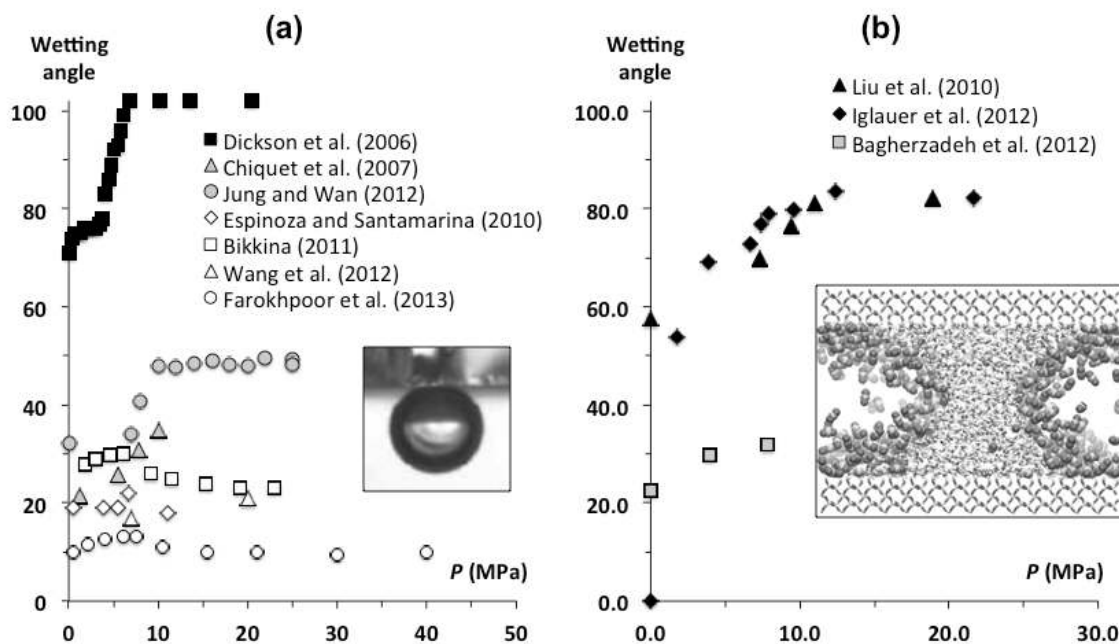 (a)
Wetting
angle
100
80
60
40
20
0
0
10
20
30
40
50
P (MPa)
Dickson et al. (2006)
Chiquet et al. (2007)
Jung and Wan (2012)
Espinoza and Santamarina (2010)
Bikkina (2011)
Wang et al. (2012)
Farokhpoor et al. (2013)
(b)
Wetting
angle
100.0
80.0
60.0
40.0
20.0
0.0
0.0
10.0
20.0
30.0
P (MPa)
Liu et al. (2010)
Iglauer et al. (2012)
Bagherzadeh et al. (2012)